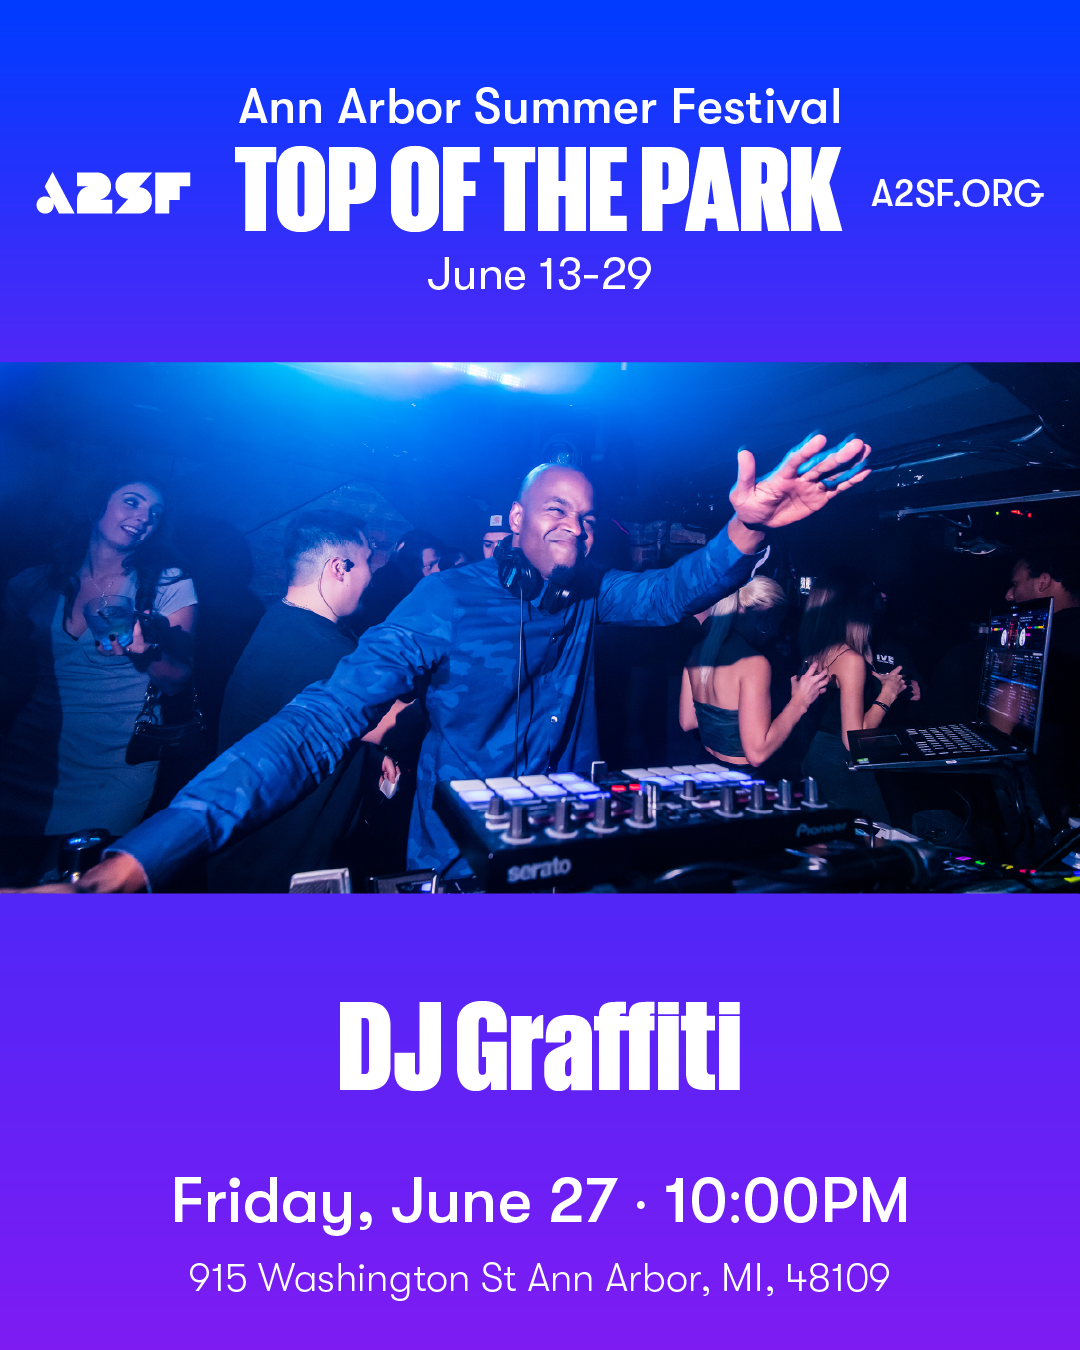 Ann Arbor Summer Festival
A2SF
TOP OF THE PARK
A2SF.ORG
June 13-29
IVE
Pioneer
serato
DJ Graffiti
Friday, June 27 · 10:00PM
915 Washington St Ann Arbor, MI, 48109